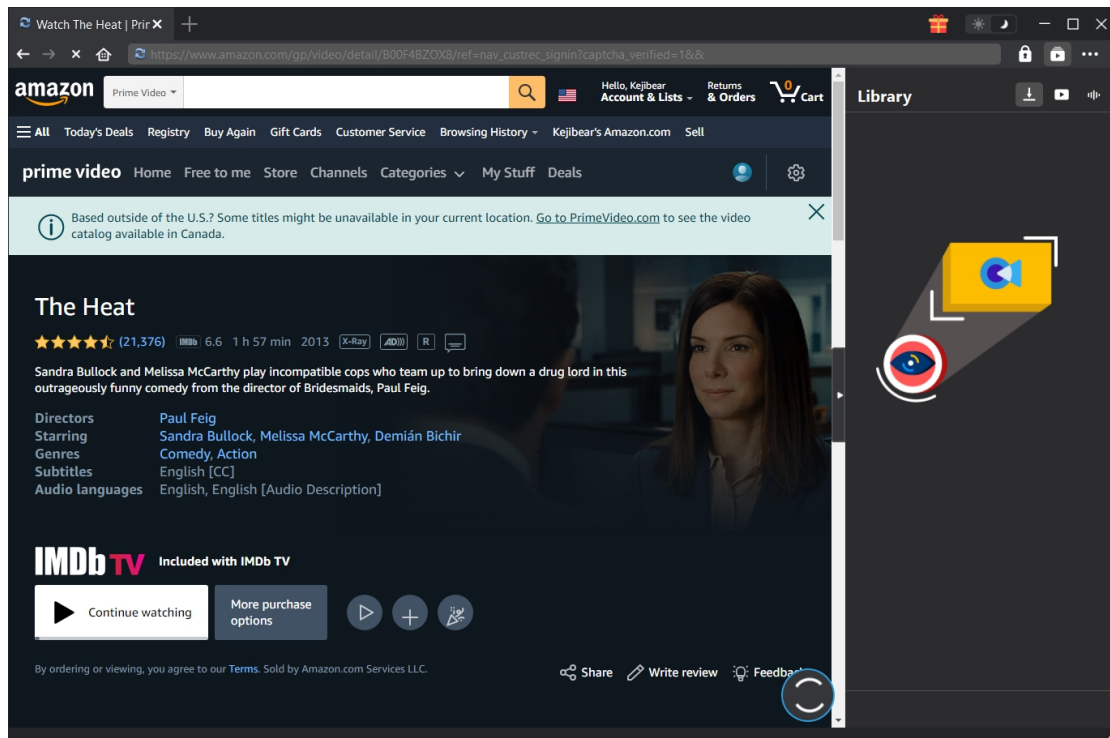 Watch The Heat | Prir
https://www.amazon.com/gp/video/detail/B00F4BZOX8/ref=nav_custrec_signin?captcha_verified=1&&
amazon
Prime Video
Hello, Kejibear
Account & Lists
Returns
& Orders
0
Cart
All Today's Deals Registry Buy Again Gift Cards Customer Service Browsing History Kejibear's Amazon.com Sell
prime video Home Free to me Store Channels Categories My Stuff Deals
Based outside of the U.S.? Some titles might be unavailable in your current location. Go to PrimeVideo.com to see the video
catalog available in Canada.
The Heat
(21,376) IMDb 6.6 1 h 57 min 2013 X-Ray AD))) R
Sandra Bullock and Melissa McCarthy play incompatible cops who team up to bring down a drug lord in this
outrageously funny comedy from the director of Bridesmaids, Paul Feig.
Directors Paul Feig
Starring Sandra Bullock, Melissa McCarthy, Demián Bichir
Genres Comedy, Action
Subtitles English [CC]
Audio languages English, English [Audio Description]
IMDb TV Included with IMDb TV
Continue watching
More purchase
options
By ordering or viewing, you agree to our Terms. Sold by Amazon.com Services LLC.
Share Write review Feedba
Library